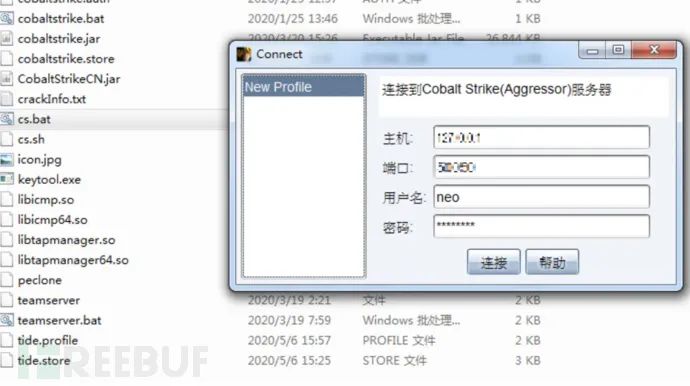 cobaltstrike.bat 2020/1/25 13:46 Windows 批处理... 1 KB
cobaltstrike.jar 2020/3/20 15:26 Executable Jar File 26,844 KB
cobaltstrike.store
CobaltStrikeCN.jar
crackInfo.txt
cs.bat
cs.sh
icon.jpg
keytool.exe
libicmp.so
libicmp64.so
libtapmanager.so
libtapmanager64.so
peclone
teamserver 2020/3/19 2:21 文件 2 KB
teamserver.bat 2020/3/19 7:59 Windows 批处理... 2 KB
tide.profile 2020/5/6 15:57 PROFILE 文件 2 KB
tide.store 2020/5/6 15:25 STORE 文件 3 KB
Connect
New Profile
连接到Cobalt Strike(Aggressor)服务器
主机:
端口:
用户名: neo
密码: ********
连接 帮助
REEBUF